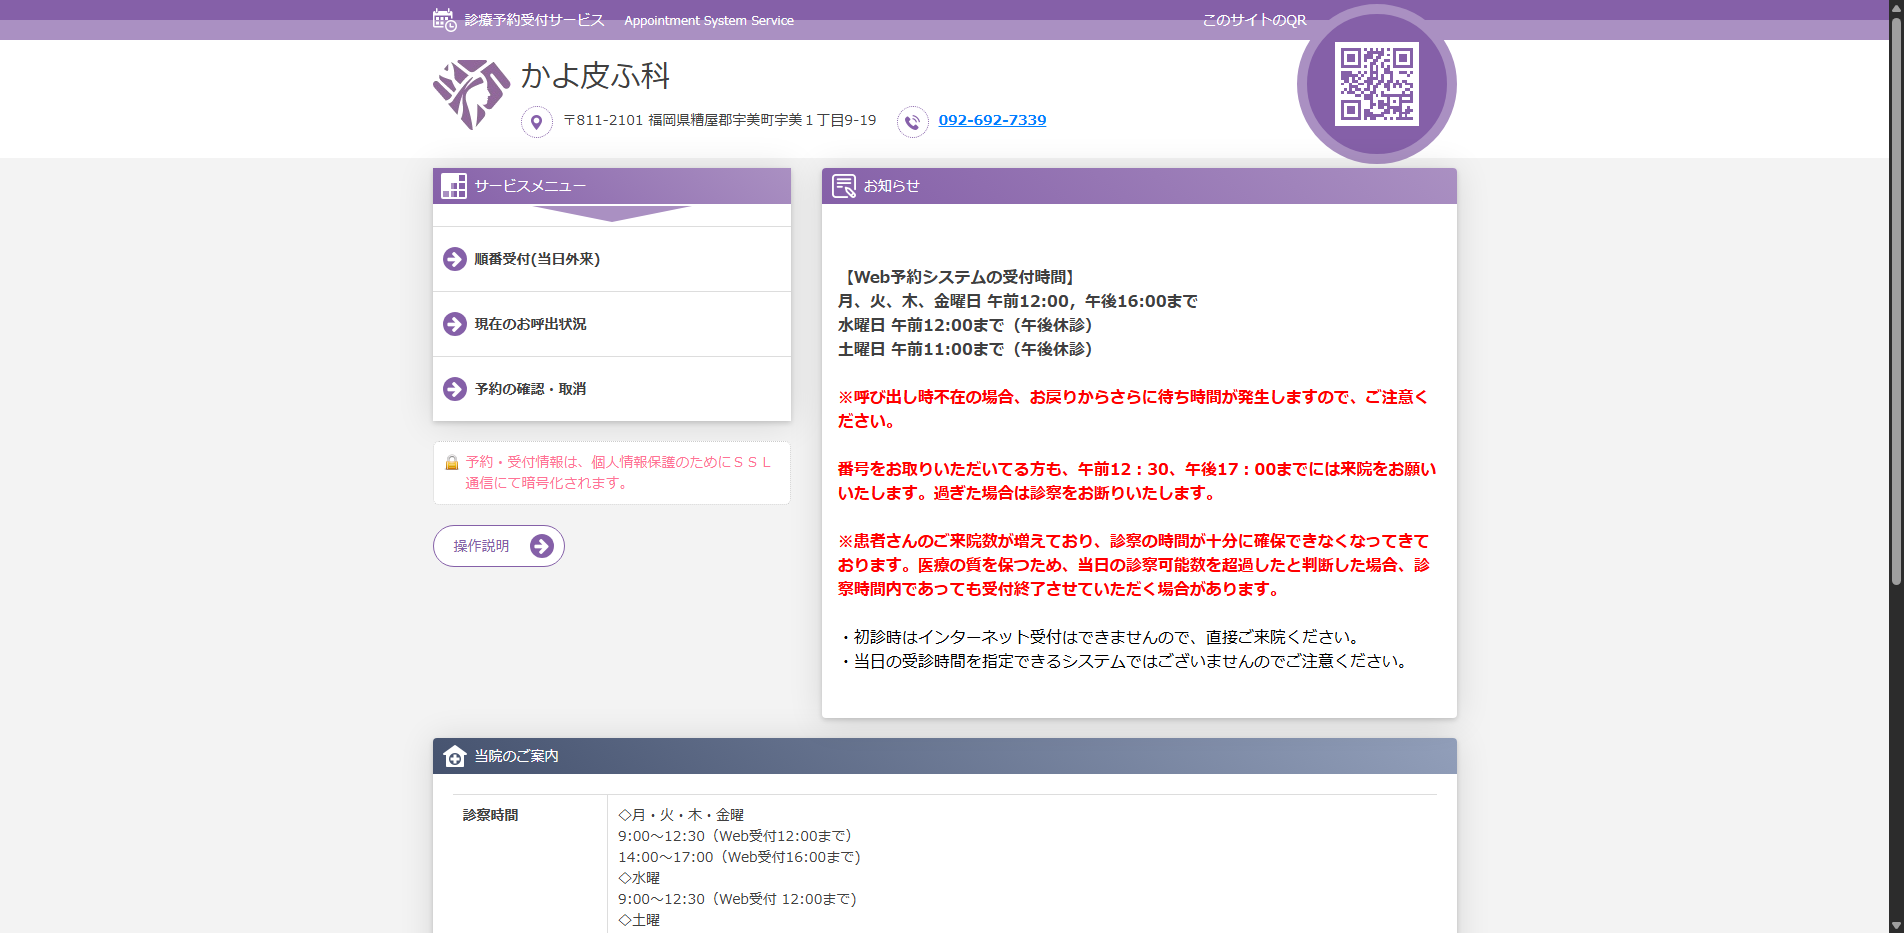 診療予約受付サービス Appointment System Service
このサイトのQR
かよ皮ふ科
〒811-2101 福岡県糟屋郡宇美町宇美１丁目9-19
092-692-7339
サービスメニュー
順番受付(当日外来)
現在のお呼出状況
予約の確認・取消
予約・受付情報は、個人情報保護のためにＳＳＬ
通信にて暗号化されます。
操作説明
お知らせ
【Web予約システムの受付時間】
月、火、木、金曜日 午前12:00，午後16:00まで
水曜日 午前12:00まで（午後休診）
土曜日 午前11:00まで（午後休診）
※呼び出し時不在の場合、お戻りからさらに待ち時間が発生しますので、ご注意く
ださい。
番号をお取りいただいてる方も、午前12：30、午後17：00までには来院をお願い
いたします。過ぎた場合は診察をお断りいたします。
※患者さんのご来院数が増えており、診察の時間が十分に確保できなくなってきて
おります。医療の質を保つため、当日の診察可能数を超過したと判断した場合、診
察時間内であっても受付終了させていただく場合があります。
・初診時はインターネット受付はできませんので、直接ご来院ください。
・当日の受診時間を指定できるシステムではございませんのでご注意ください。
当院のご案内
診察時間
◇月・火・木・金曜
9:00～12:30（Web受付12:00まで）
14:00～17:00（Web受付16:00まで)
◇水曜
9:00～12:30（Web受付 12:00まで)
◇土曜